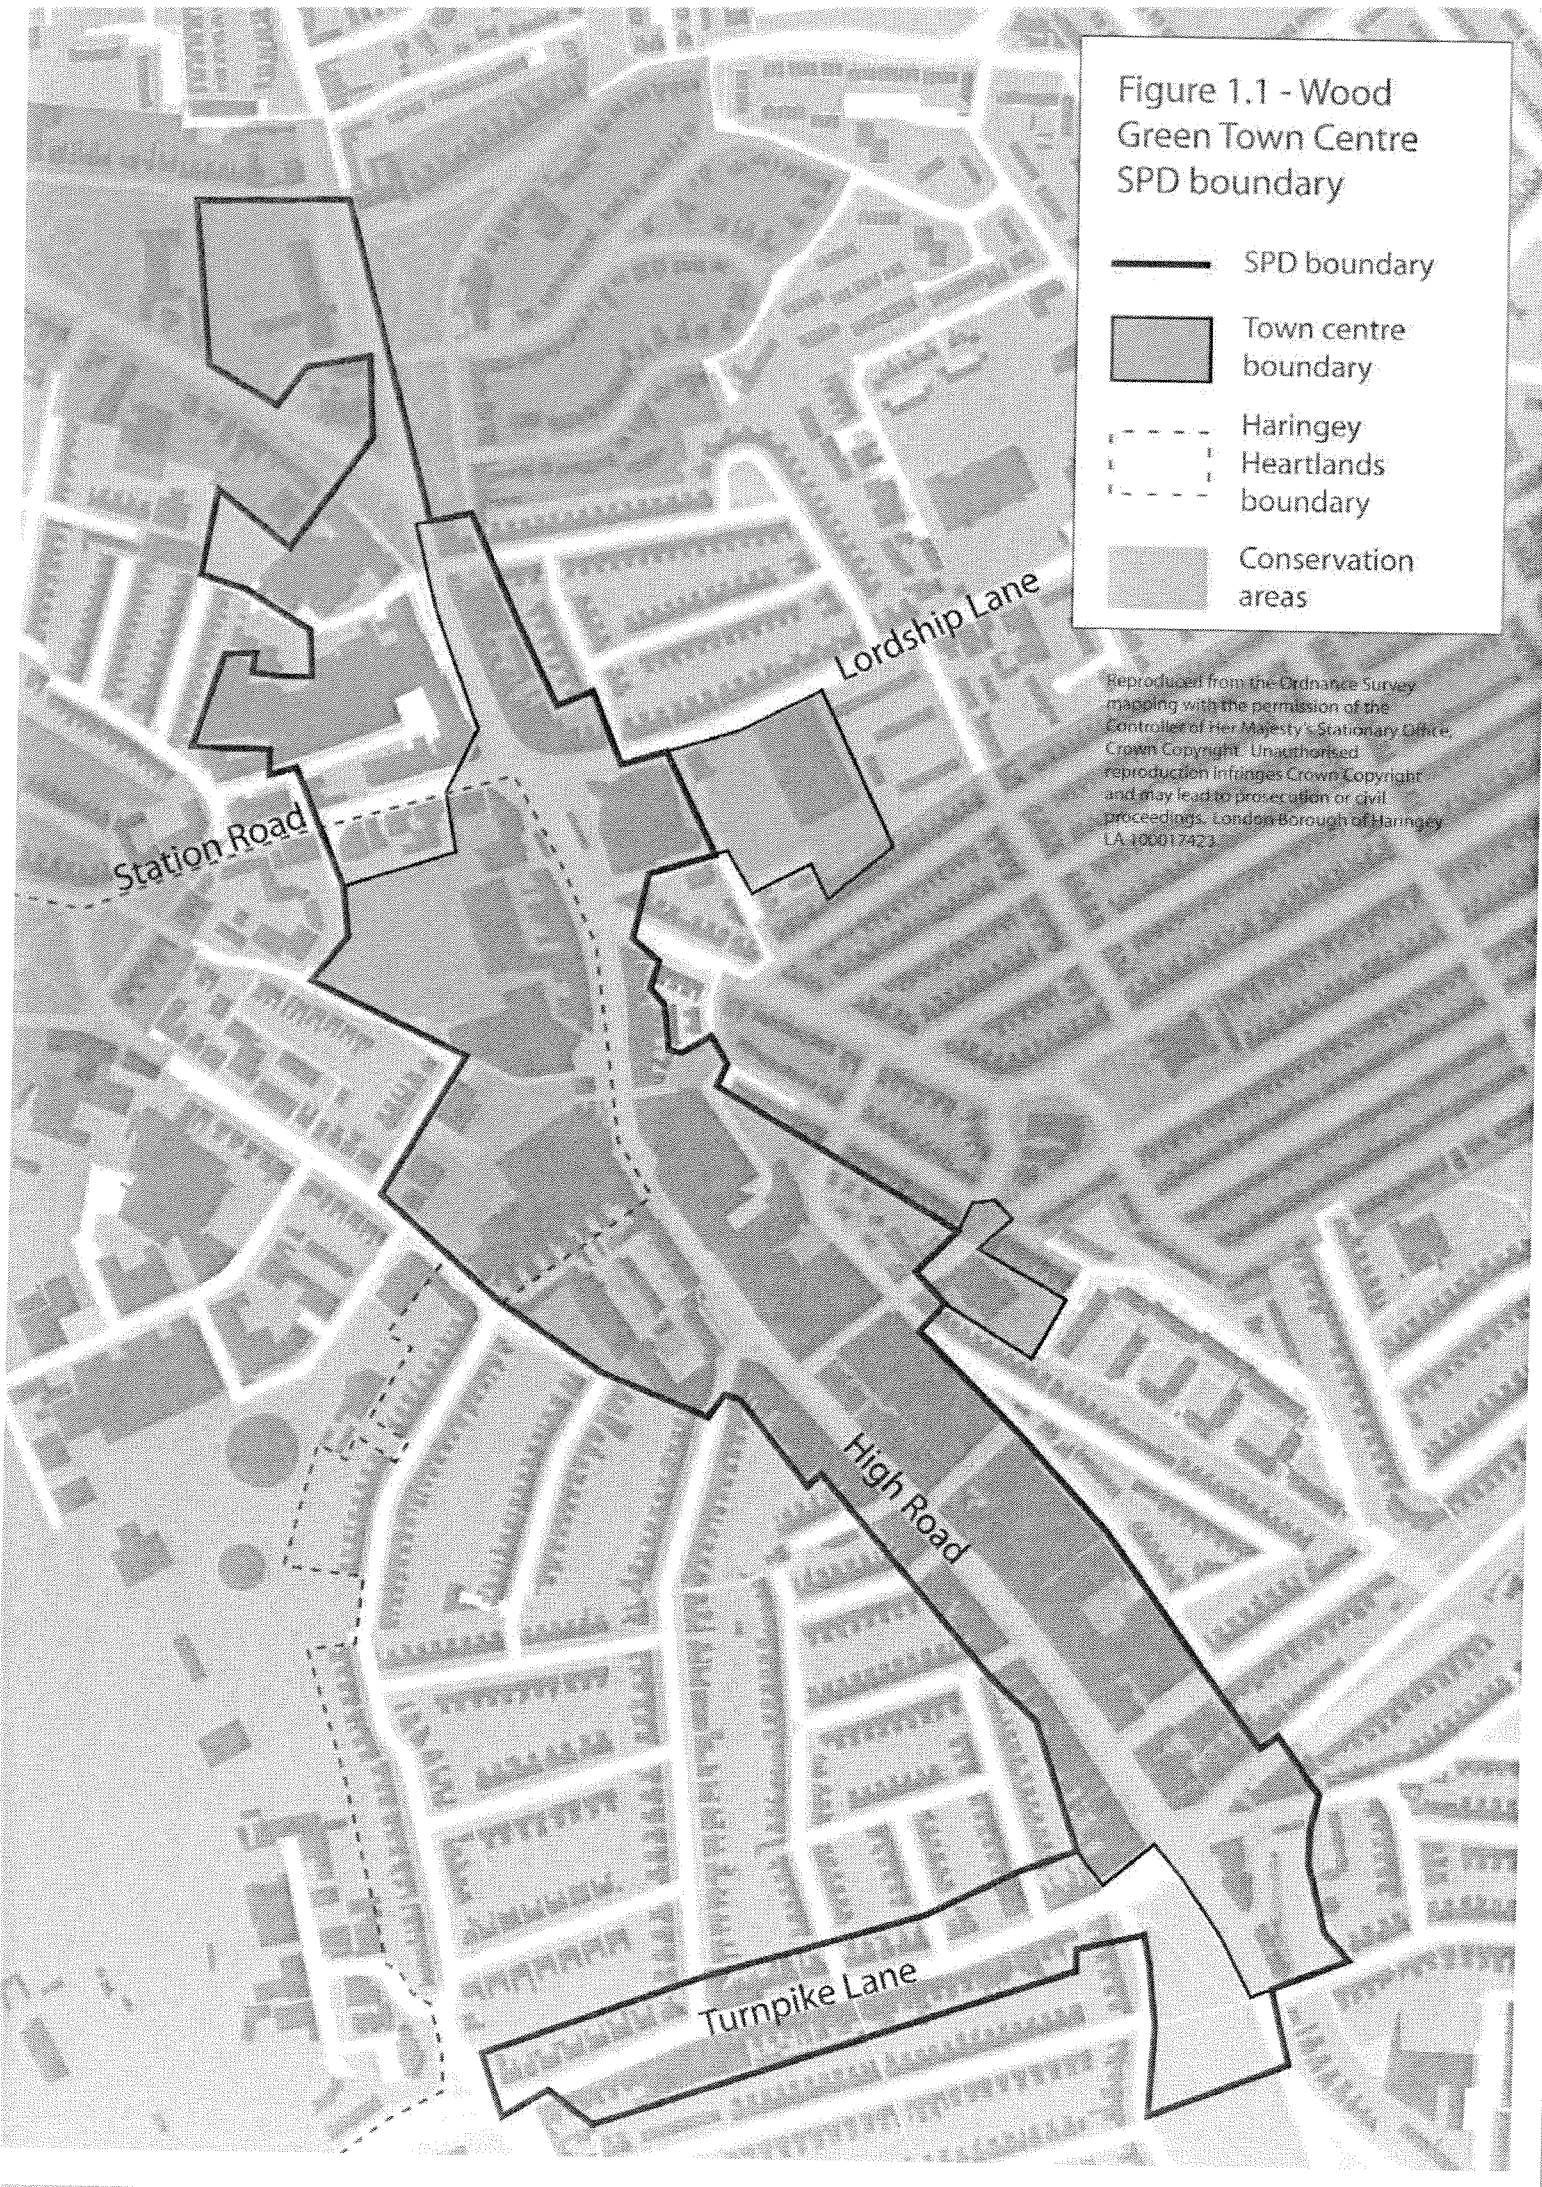 Figure 1.1 - Wood
Green Town Centre
SPD boundary
SPD boundary
Town centre
boundary
Haringey
Heartlands
boundary
Conservation
areas
Lordship Lane
Reproduced from the Ordnance Survey
mapping with the permission of the
Controller of Her Majesty's Stationary Office,
Crown Copyright. Unauthorised
reproduction infringes Crown Copyright
and may lead to prosecution or civil
proceedings. London Borough of Haringey
LA 100017423
Station Road
High Road
Turnpike Lane